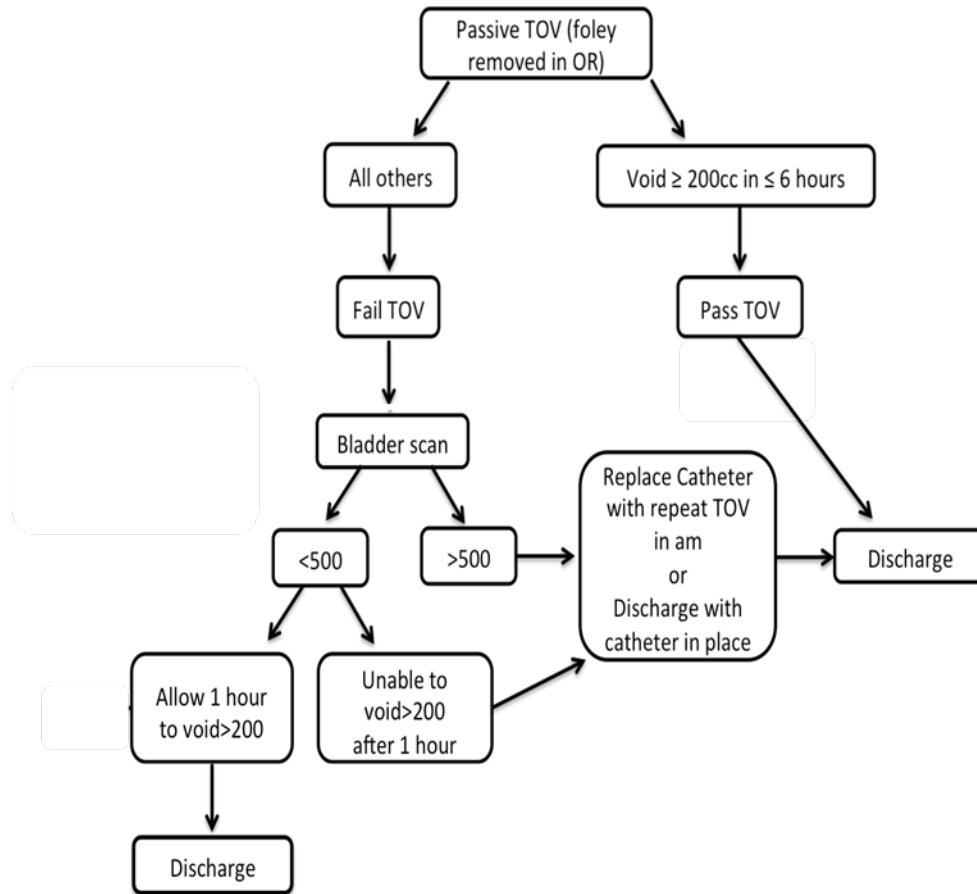 Passive TOV (foley
removed in OR)
All others
Void ≥ 200cc in ≤ 6 hours
Fail TOV
Pass TOV
Bladder scan
<500
>500
Replace Catheter
with repeat TOV
in am
or
Discharge with
catheter in place
Discharge
Allow 1 hour
to void>200
Unable to
void>200
after 1 hour
Discharge